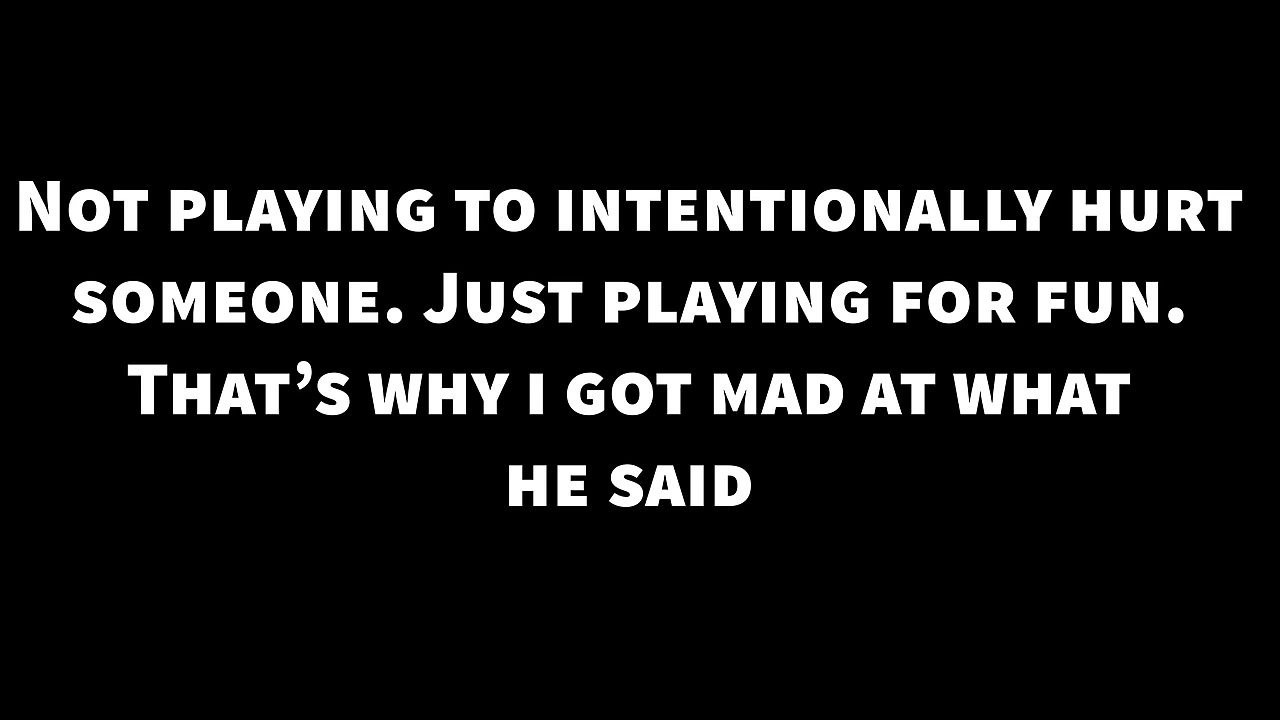 Not playing to intentionally hurt
someone. Just playing for fun.
That’s why i got mad at what
he said